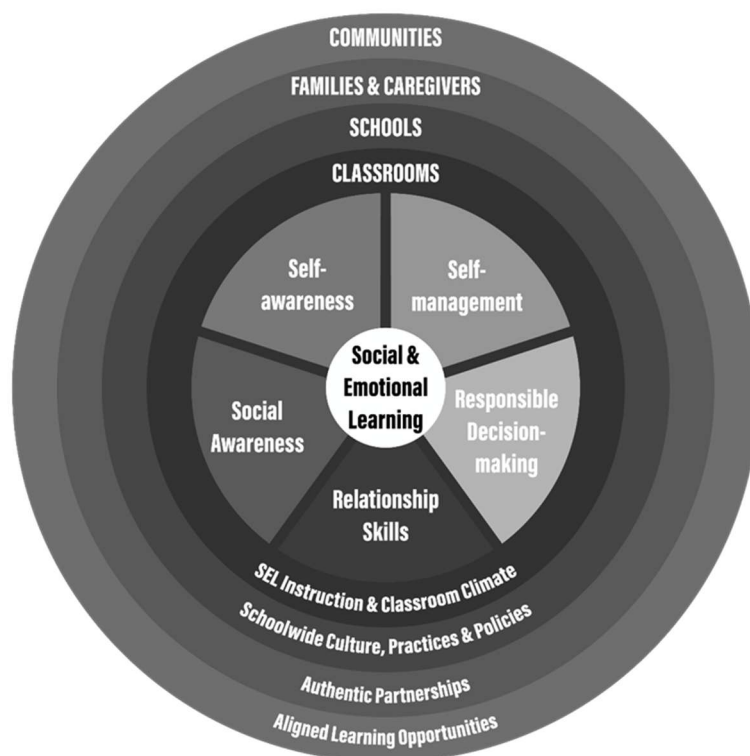 COMMUNITIES
FAMILIES & CAREGIVERS
SCHOOLS
CLASSROOMS
Self-
awareness
Self-
management
Social &
Emotional
Learning
Social
Awareness
Responsible
Decision-
making
Relationship
Skills
SEL Instruction & Classroom Climate
Schoolwide Culture, Practices & Policies
Authentic Partnerships
Aligned Learning Opportunities